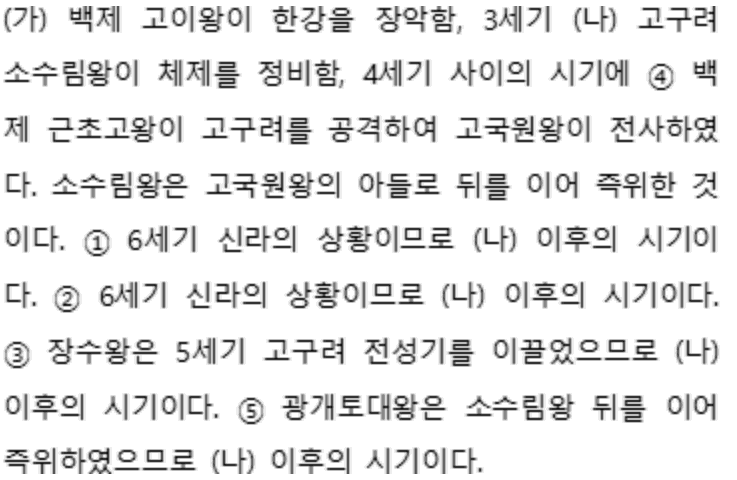 (가) 백제 고이왕이 한강을 장악함, 3세기 (나) 고구려
소수림왕이 체제를 정비함, 4세기 사이의 시기에 ④ 백
제 근초고왕이 고구려를 공격하여 고국원왕이 전사하였
다. 소수림왕은 고국원왕의 아들로 뒤를 이어 즉위한 것
이다. ① 6세기 신라의 상황이므로 (나) 이후의 시기이
다. ② 6세기 신라의 상황이므로 (나) 이후의 시기이다.
③ 장수왕은 5세기 고구려 전성기를 이끌었으므로 (나)
이후의 시기이다. ⑤ 광개토대왕은 소수림왕 뒤를 이어
즉위하였으므로 (나) 이후의 시기이다.